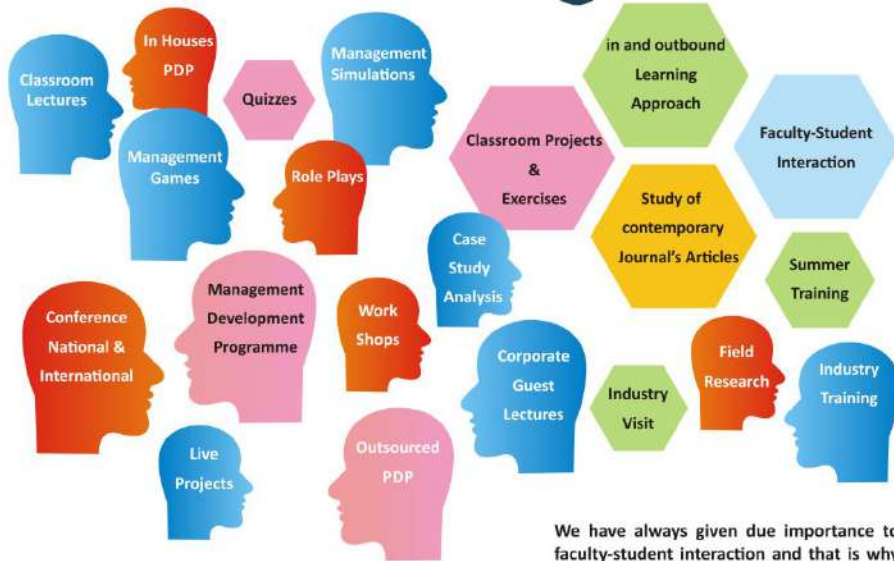 Classroom
Lectures
In Houses
PDP
Quizzes
Management
Simulations
in and outbound
Learning
Approach
Management
Games
Role Plays
Classroom Projects
&
Exercises
Faculty-Student
Interaction
Study of
contemporary
Journal's Articles
Case
Study
Analysis
Summer
Training
Conference
National &
International
Management
Development
Programme
Work
Shops
Corporate
Guest
Lectures
Industry
Visit
Field
Research
Industry
Training
Live
Projects
Outsourced
PDP
We have always given due importance to
faculty-student interaction and that is why